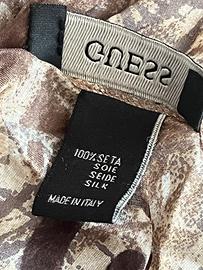 GUESS
100% SETA
SOIE
SEIDE
SILK
MADE IN ITALY